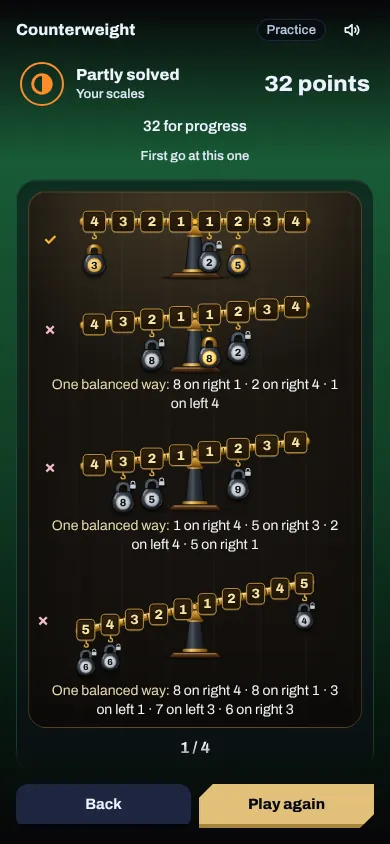 Counterweight
Practice
Partly solved
Your scales
32 points
32 for progress
First go at this one
4 3 2 1 1 2 3 4
3 2 5
4 3 2 1 1 2 3 4
8 8 2
One balanced way: 8 on right 1 · 2 on right 4 · 1
on left 4
4 3 2 1 1 2 3 4
8 5 9
One balanced way: 1 on right 4 · 5 on right 3 · 2
on left 4 · 5 on right 1
5 4 3 2 1 1 2 3 4 5
6 6 4
One balanced way: 8 on right 4 · 8 on right 1 · 3
on left 1 · 7 on left 3 · 6 on right 3
1 / 4
Back
Play again